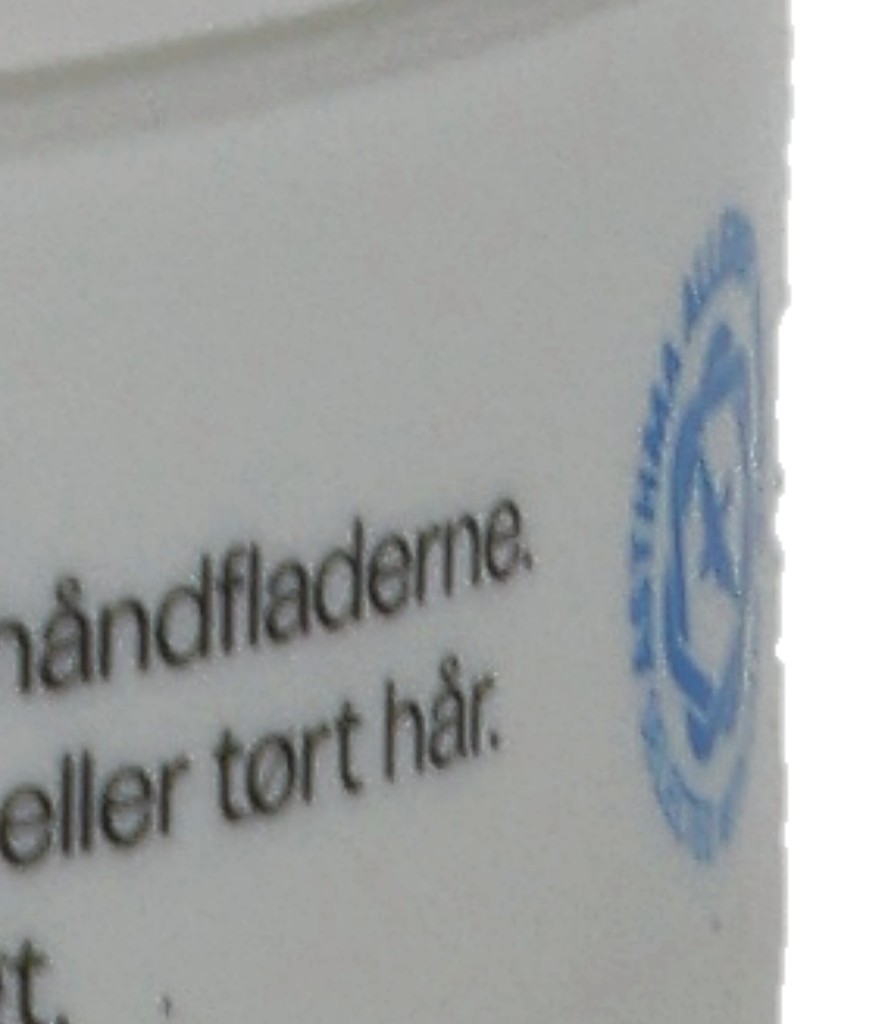 håndfladerne.
eller tørt hår.